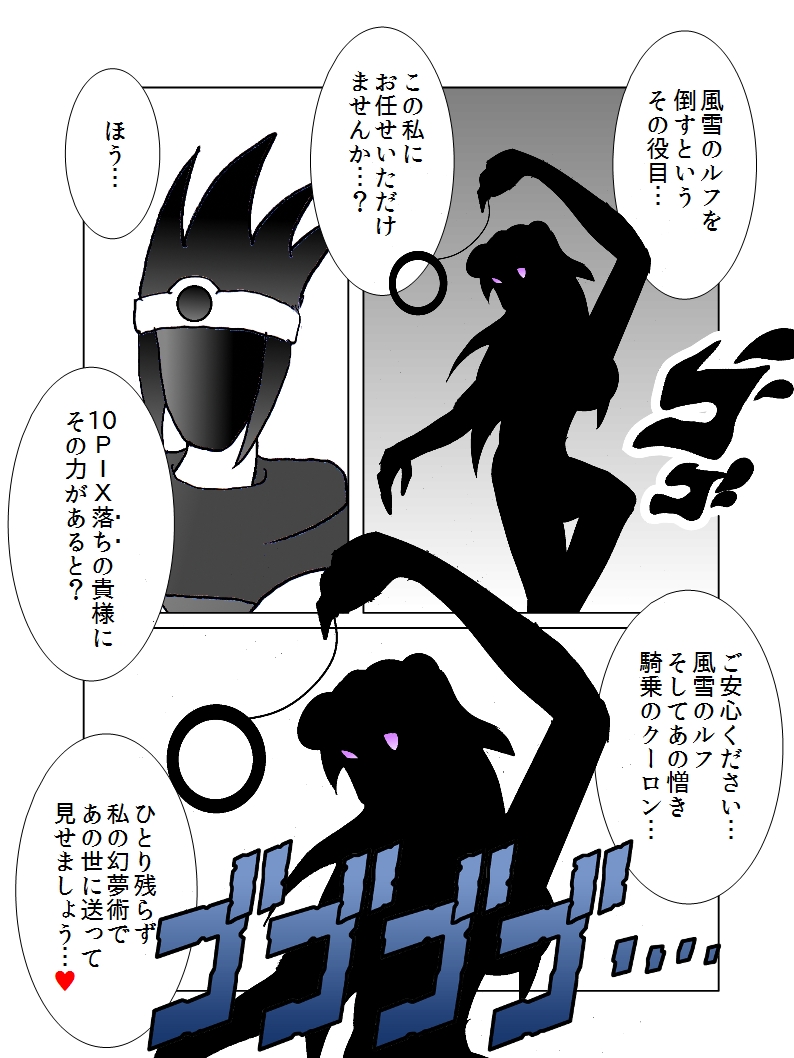 風雪のルフを
倒すという
その役目…
この私に
お任せいただけ
ませんか…？
ゴゴ
ほう…
10ＰＩＸ落ちの貴様に
その力があると？
ご安心ください…
風雪のルフ
そしてあの憎き
騎乗のクーロン…
ひとり残らず
私の幻夢術で
あの世に送って
見せましょう…♥
ゴゴゴゴ・・・・